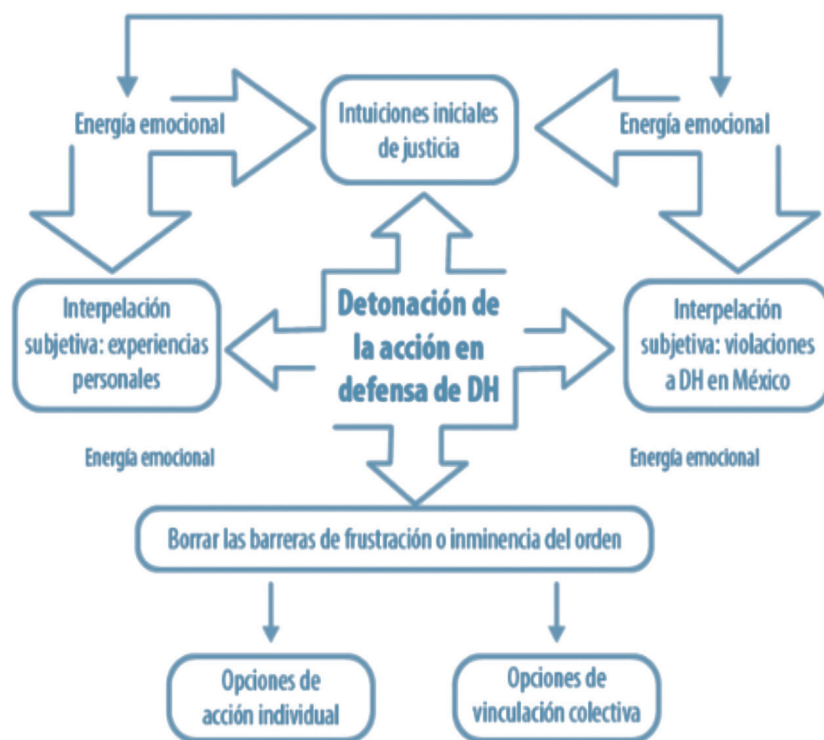 Energía emocional
Intuiciones iniciales
de justicia
Energía emocional
Interpelación
subjetiva: experiencias
personales
Detonación de
la acción en
defensa de DH
Interpelación
subjetiva: violaciones
a DH en México
Energía emocional
Energía emocional
Borrar las barreras de frustración o inminencia del orden
Opciones de
acción individual
Opciones de
vinculación colectiva